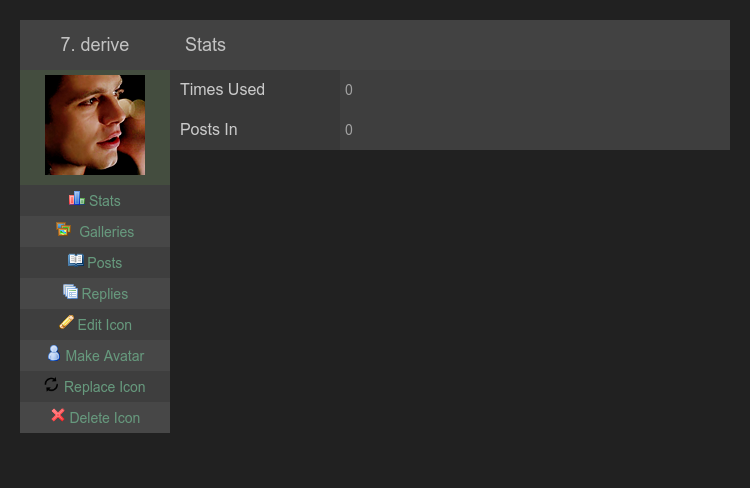 7. derive
Stats
Times Used
0
Posts In
0
Stats
Galleries
Posts
Replies
Edit Icon
Make Avatar
Replace Icon
Delete Icon